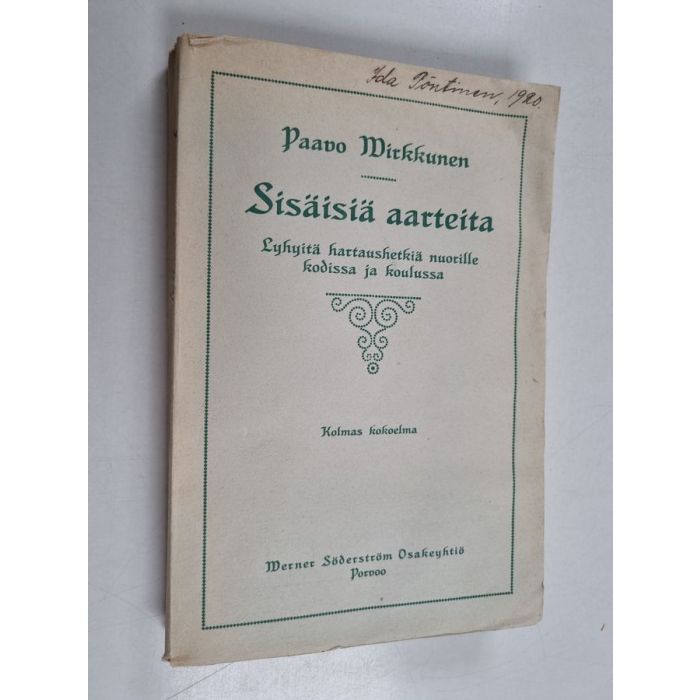 Ida Pöntinen, 1920.
Paavo Wirkkunen
Sisäisiä aarteita
Lyhyitä hartaushetkiä nuorille
kodissa ja koulussa
Kolmas kokoelma
Werner Söderström Osakeyhtiö
Porvoo